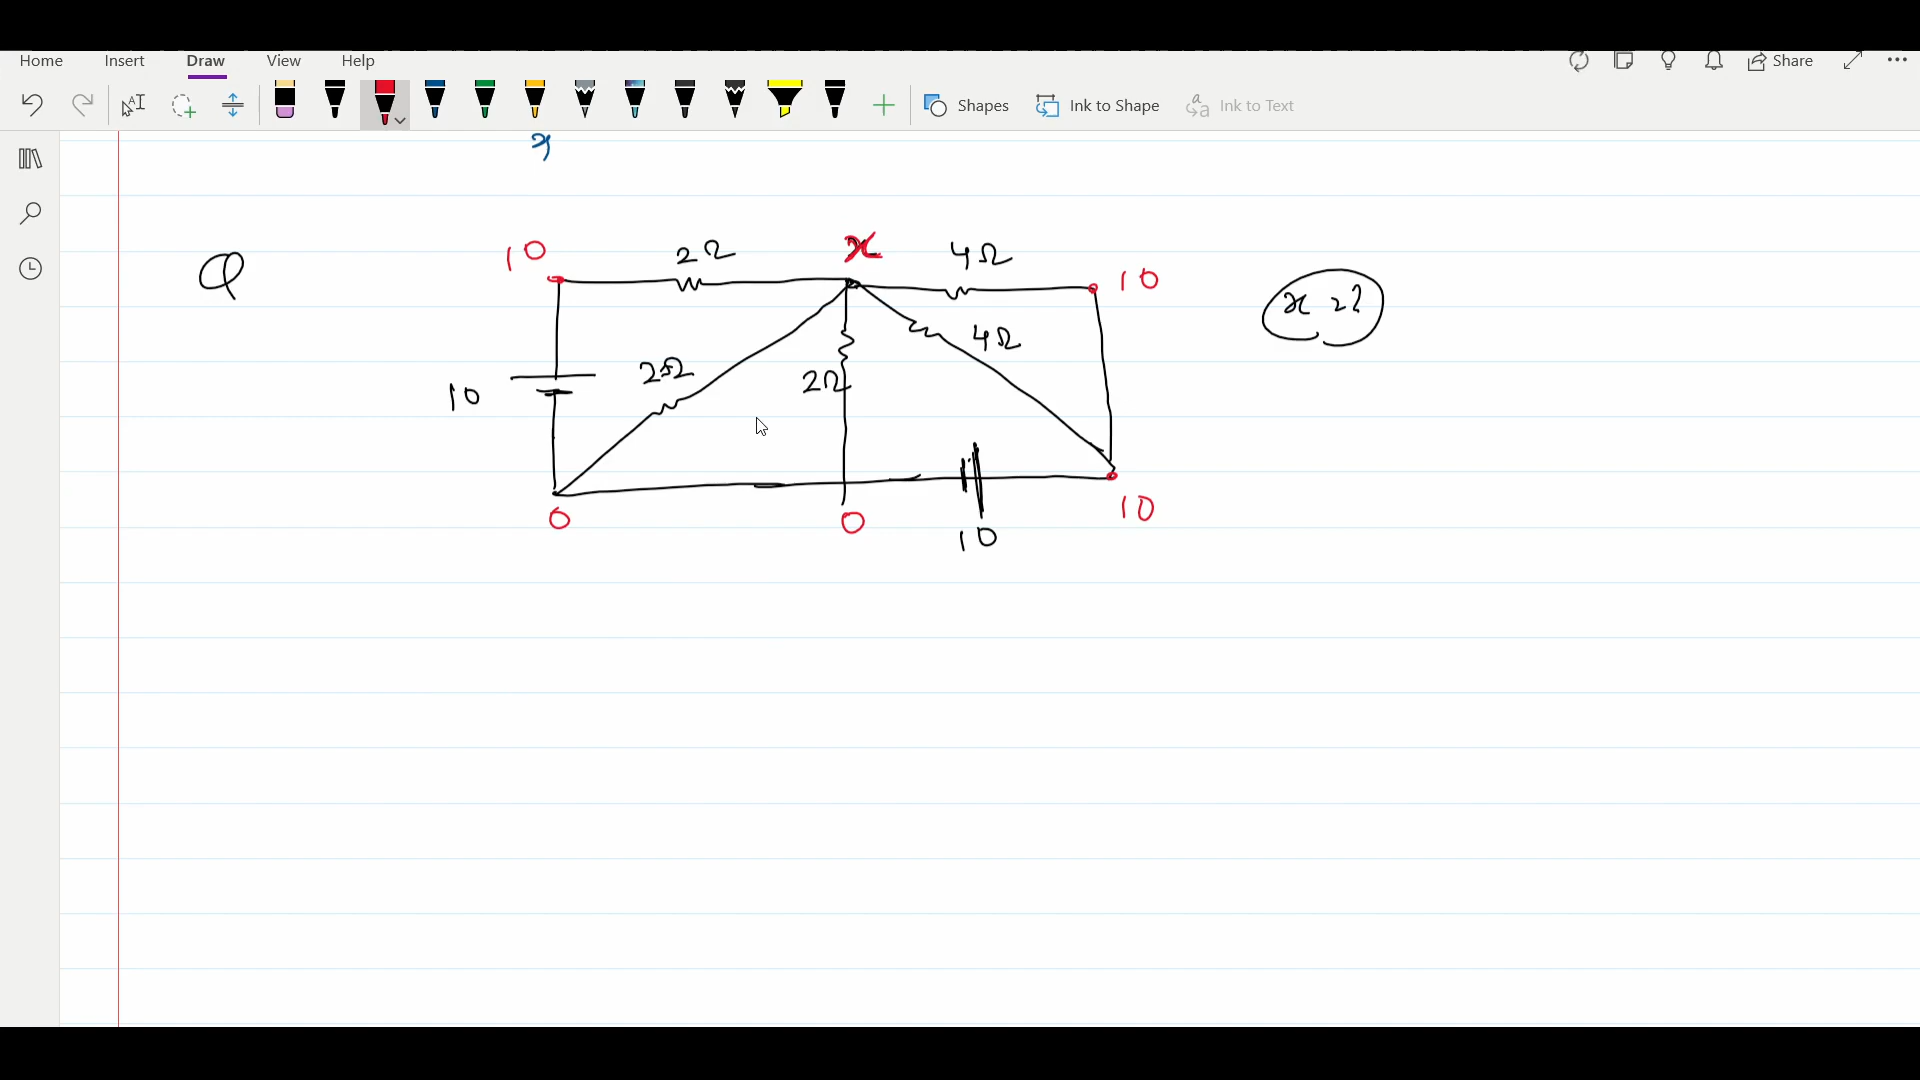 Home Insert Draw View Help
Share
Shapes Ink to Shape Ink to Text
x
Q
10 2Ω x 4Ω 10
x = ?
4Ω
2Ω 2Ω
10
0 0 10
10